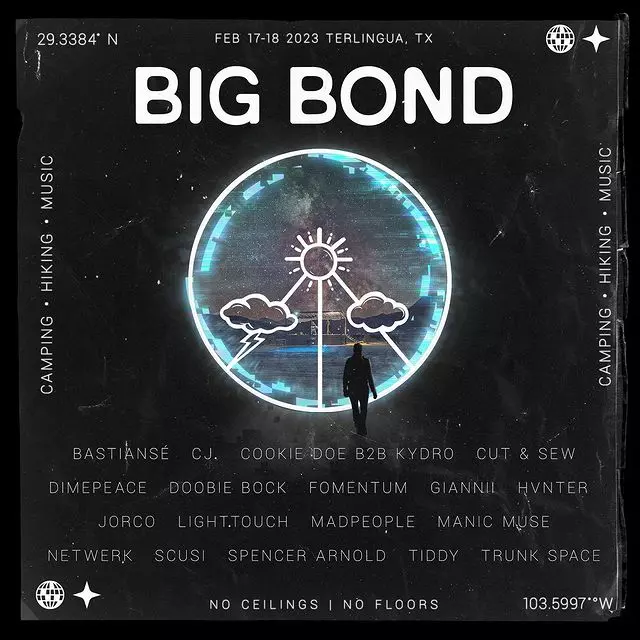 29.3384° N
FEB 17-18 2023 TERLINGUA, TX
BIG BOND
CAMPING • HIKING • MUSIC
CAMPING • HIKING • MUSIC
BASTIANSÉ CJ. COOKIE DOE B2B KYDRO CUT & SEW
DIMEPEACE DOOBIE BOCK FOMENTUM GIANNII HVNTER
JORCO LIGHT.TOUCH MADPEOPLE MANIC MUSE
NETWERK SCUSI SPENCER ARNOLD TIDDY TRUNK SPACE
NO CEILINGS | NO FLOORS
103.5997°°W